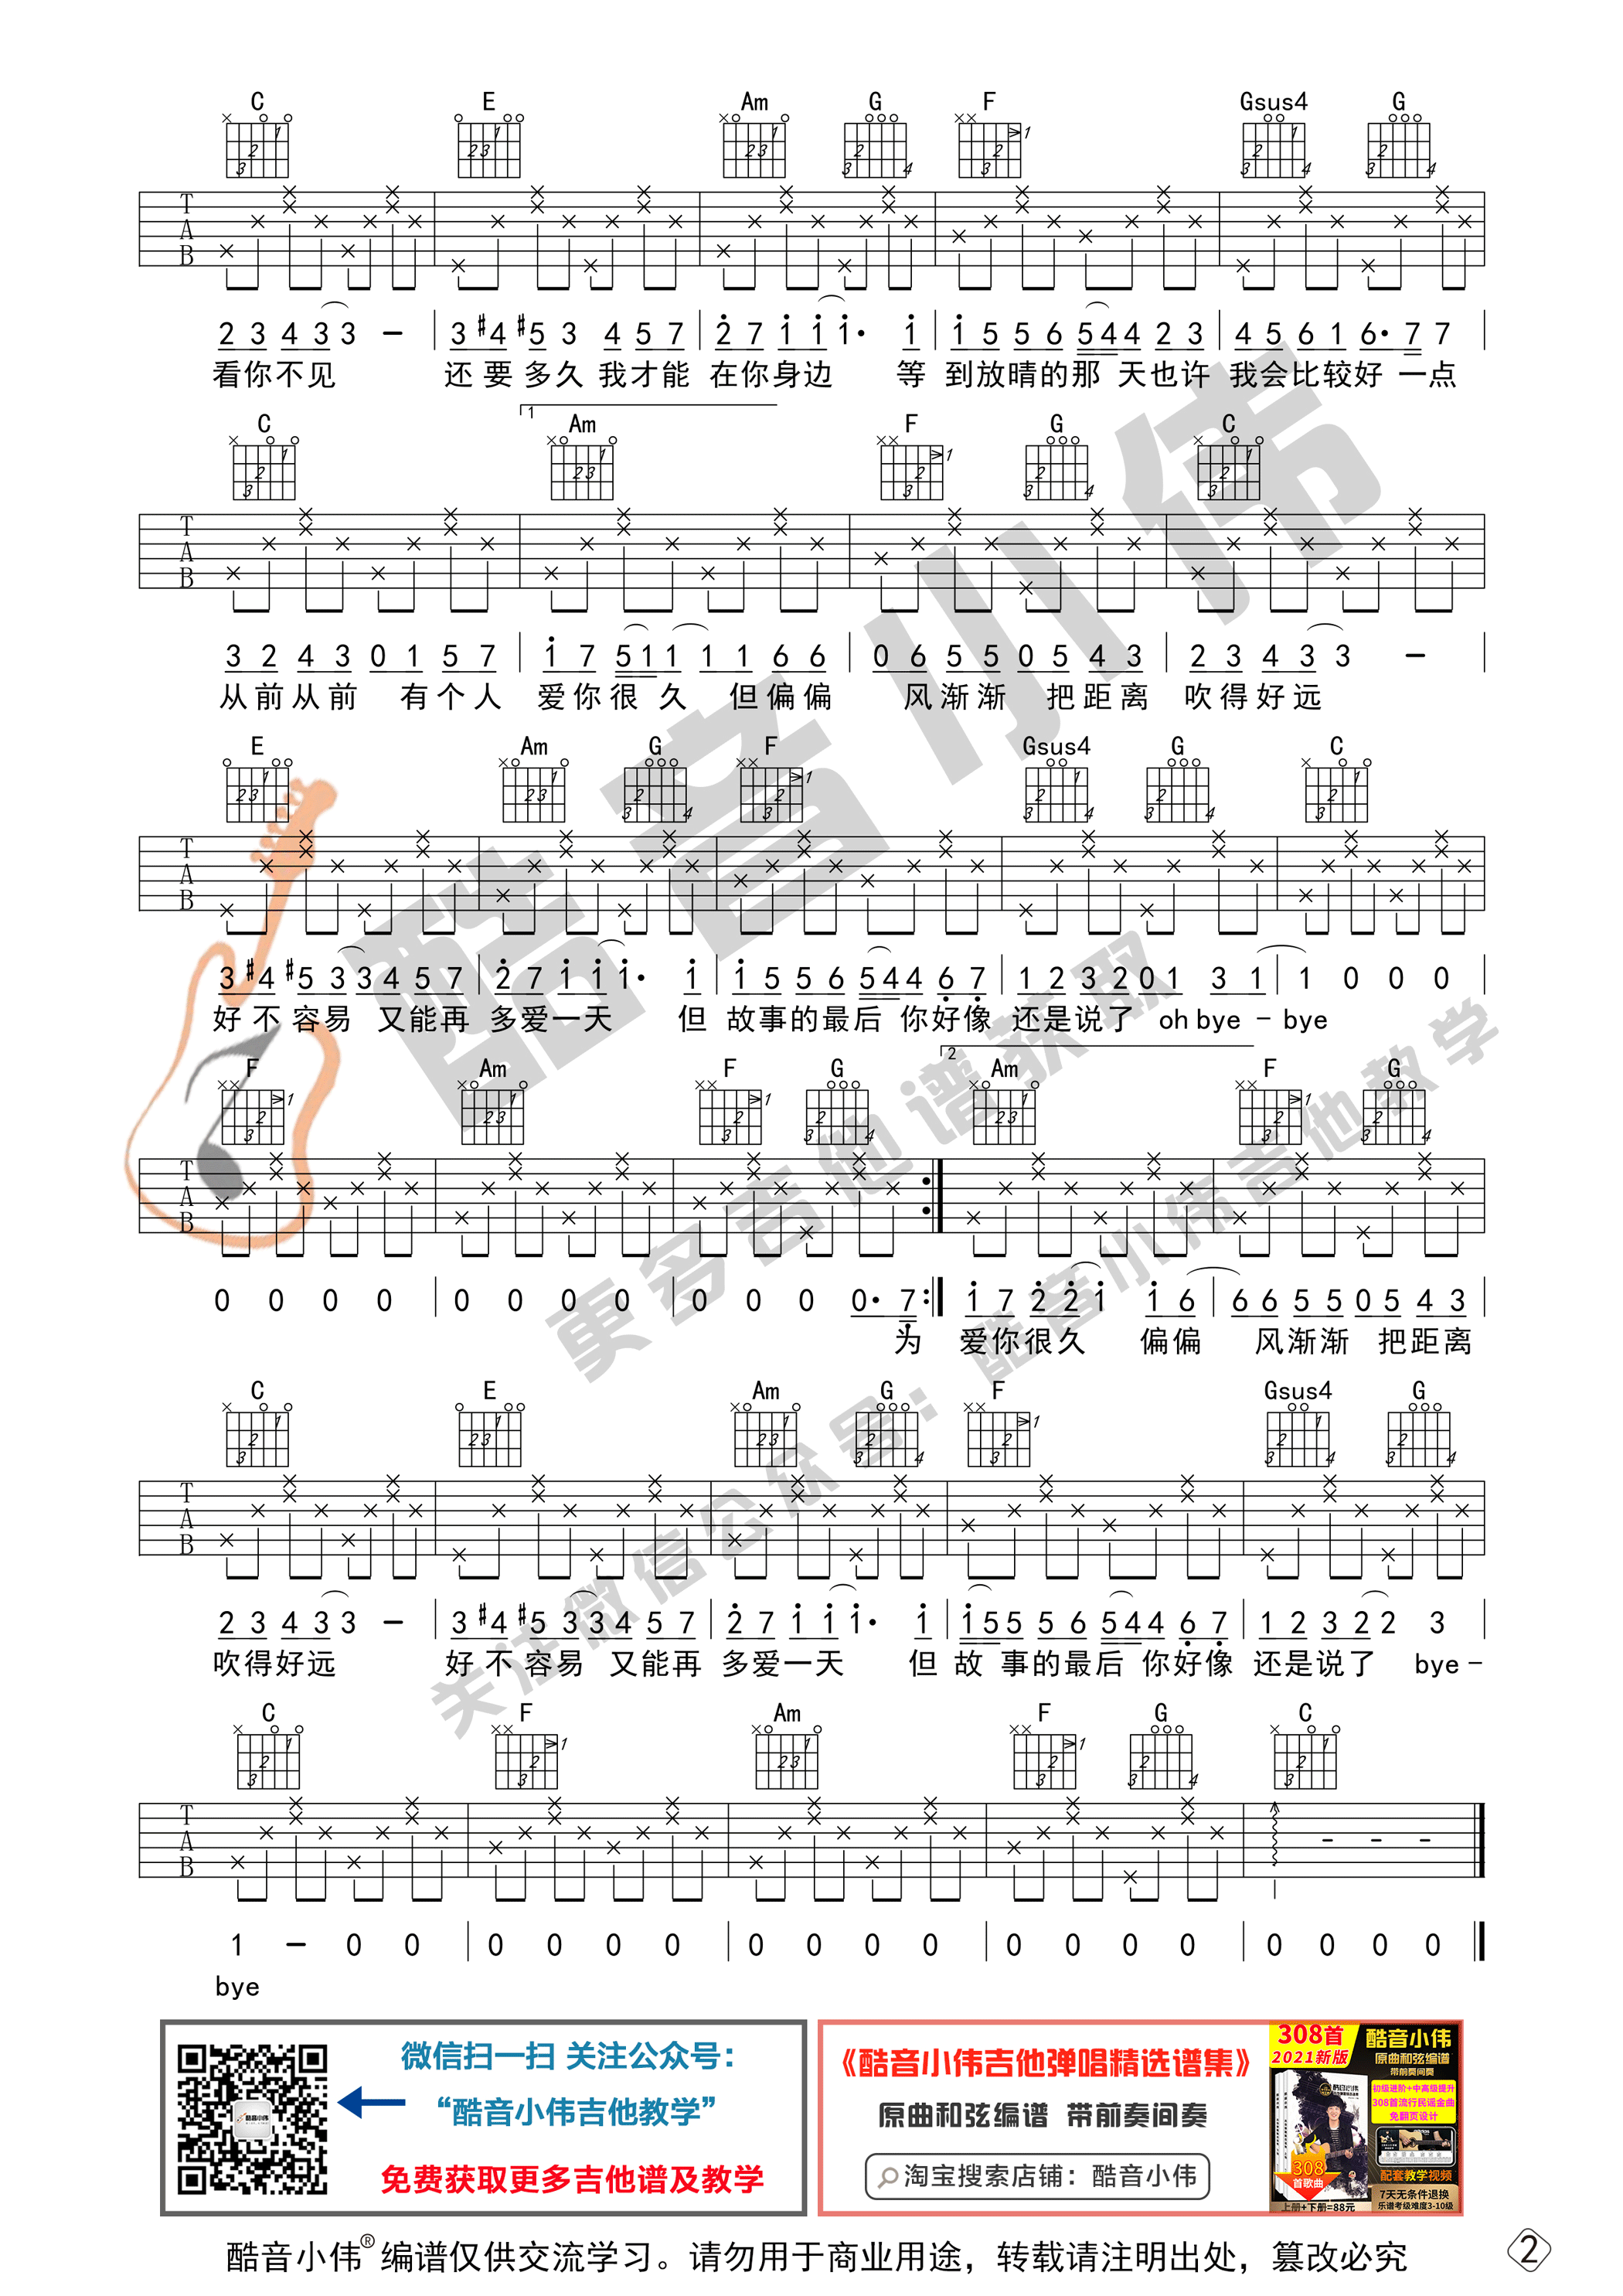 C E Am G F Gsus4 G
T
A
B
2 3 4 3 3 - | 3 #4 #5 3 4 5 7 | 2 7 1 1 1· 1 | 1 5 5 6 5 4 4 2 3 | 4 5 6 1 6· 7 7 |
看你不见 还要多久 我才能 在你身边 等 到放晴的那 天也许 我会比较好 一点
1
C Am F G C
T
A
B
3 2 4 3 0 1 5 7 | 1 7 5 1 1 1 1 6 6 | 0 6 5 5 0 5 4 3 | 2 3 4 3 3 - |
从前从前 有个人 爱你很 久 但偏偏 风渐渐 把距离 吹得好远
E Am G F Gsus4 G C
T
A
B
3 #4 #5 3 3 4 5 7 | 2 7 1 1 1· 1 | 1 5 5 6 5 4 4 6 7 | 1 2 3 2 0 1 3 1 | 1 0 0 0 |
好不容易 又能再 多爱一天 但 故事的最后 你好像 还是说了 oh bye - bye
2
F Am F G Am F G
T
A
B
0 0 0 0 | 0 0 0 0 | 0 0 0 0· 7 :| 1 7 2 2 1 1 6 | 6 6 5 5 0 5 4 3 |
为 爱你很久 偏偏 风渐渐 把距离
C E Am G F Gsus4 G
T
A
B
2 3 4 3 3 - | 3 #4 #5 3 3 4 5 7 | 2 7 1 1 1· 1 | 1 5 5 5 6 5 4 4 6 7 | 1 2 3 2 2 3 |
吹得好远 好不容易 又能再 多爱一天 但 故 事的最后 你好像 还是说了 bye -
C F Am F G C
T
A
B
1 - 0 0 | 0 0 0 0 | 0 0 0 0 | 0 0 0 0 | 0 0 0 0
bye
酷音小伟
更多吉他谱获取
关注微信公众号：酷音小伟吉他教学
微信扫一扫 关注公众号：
“酷音小伟吉他教学”
免费获取更多吉他谱及教学
酷音小伟
《酷音小伟吉他弹唱精选谱集》
原曲和弦编谱 带前奏间奏
淘宝搜索店铺：酷音小伟
308首
2021新版
酷音小伟
原曲和弦编谱
带前奏间奏
初级进阶+中高级提升
308首流行民谣金曲
免翻页设计
308
首歌曲
配套教学视频
上册+下册=88元
7天无条件退换
乐谱考级难度3-10级
酷音小伟® 编谱仅供交流学习。请勿用于商业用途，转载请注明出处，篡改必究
2